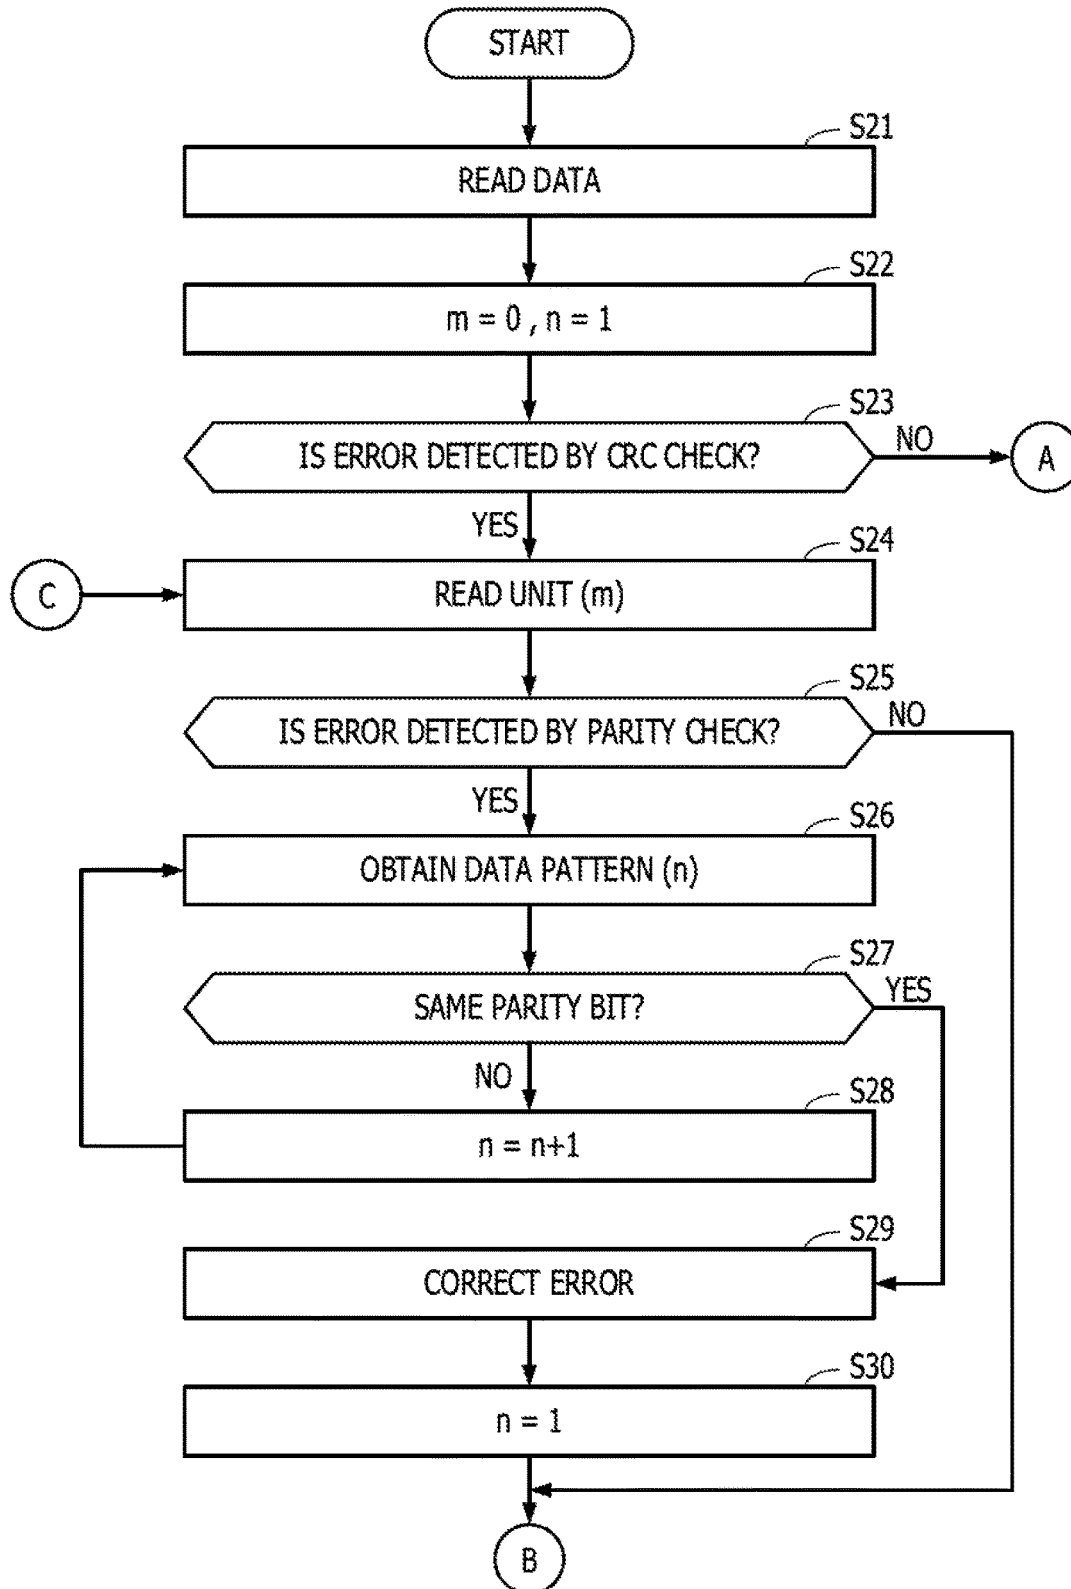 START
S21
READ DATA
S22
m = 0 , n = 1
S23
IS ERROR DETECTED BY CRC CHECK?
NO
A
YES
S24
C
READ UNIT (m)
S25
IS ERROR DETECTED BY PARITY CHECK?
NO
YES
S26
OBTAIN DATA PATTERN (n)
S27
SAME PARITY BIT?
YES
NO
S28
n = n+1
S29
CORRECT ERROR
S30
n = 1
B